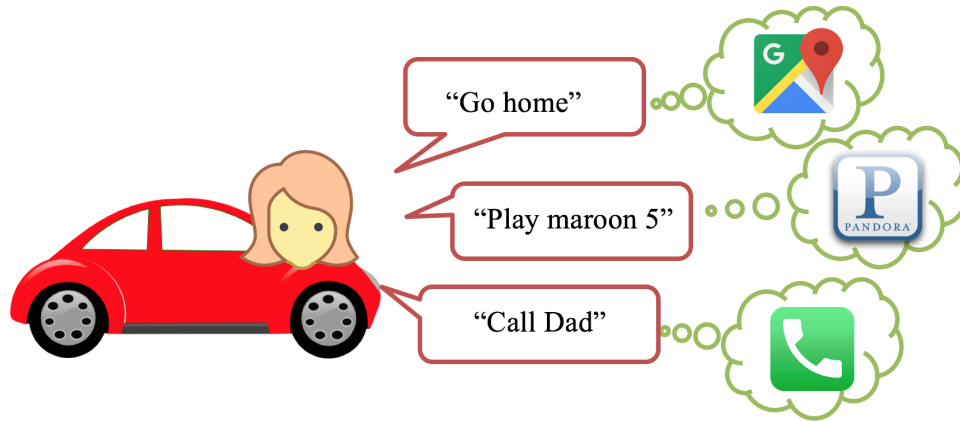 “Go home”
G
“Play maroon 5”
P
PANDORA
“Call Dad”